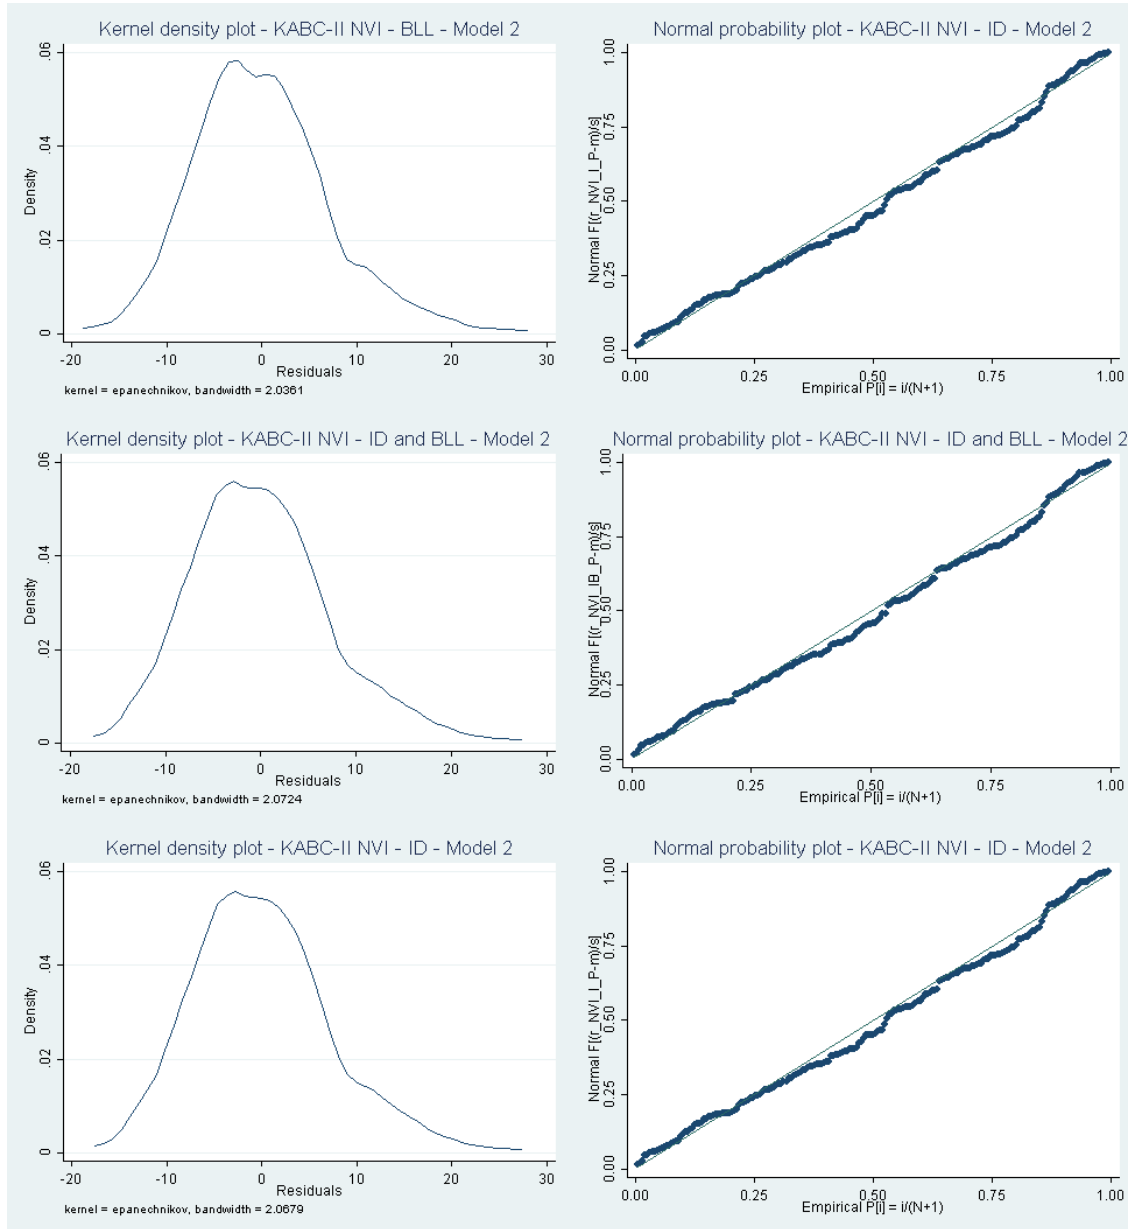 Kernel density plot - KABC-II NVI - BLL - Model 2
.06
.04
.02
0
Density
-20 -10 0 10 20 30
Residuals
kernel = epanechnikov, bandwidth = 2.0361
Normal probability plot - KABC-II NVI - ID - Model 2
1.00
0.75
0.50
0.25
0.00
Normal F[(r_NVI_I_P-m)/s]
0.00 0.25 0.50 0.75 1.00
Empirical P[i] = i/(N+1)
Kernel density plot - KABC-II NVI - ID and BLL - Model 2
.06
.04
.02
0
Density
-20 -10 0 10 20 30
Residuals
kernel = epanechnikov, bandwidth = 2.0724
Normal probability plot - KABC-II NVI - ID and BLL - Model 2
1.00
0.75
0.50
0.25
0.00
Normal F[(r_NVI_IB_P-m)/s]
0.00 0.25 0.50 0.75 1.00
Empirical P[i] = i/(N+1)
Kernel density plot - KABC-II NVI - ID - Model 2
.06
.04
.02
0
Density
-20 -10 0 10 20 30
Residuals
kernel = epanechnikov, bandwidth = 2.0679
Normal probability plot - KABC-II NVI - ID - Model 2
1.00
0.75
0.50
0.25
0.00
Normal F[(r_NVI_I_P-m)/s]
0.00 0.25 0.50 0.75 1.00
Empirical P[i] = i/(N+1)